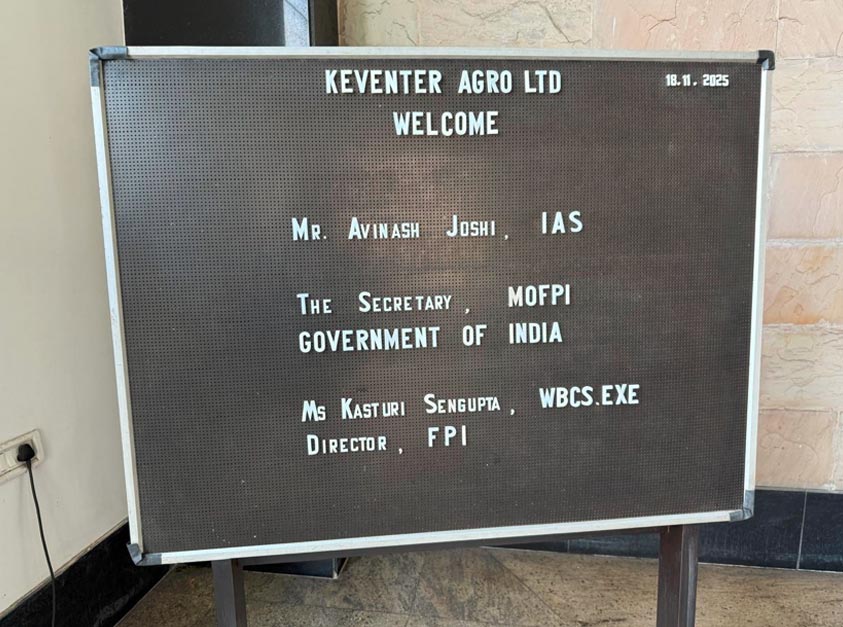 KEVENTER AGRO LTD
18.11.2025
WELCOME
MR. AVINASH JOSHI, IAS
THE SECRETARY, MOFPI
GOVERNMENT OF INDIA
MS KASTURI SENGUPTA, WBCS.EXE
DIRECTOR, FPI